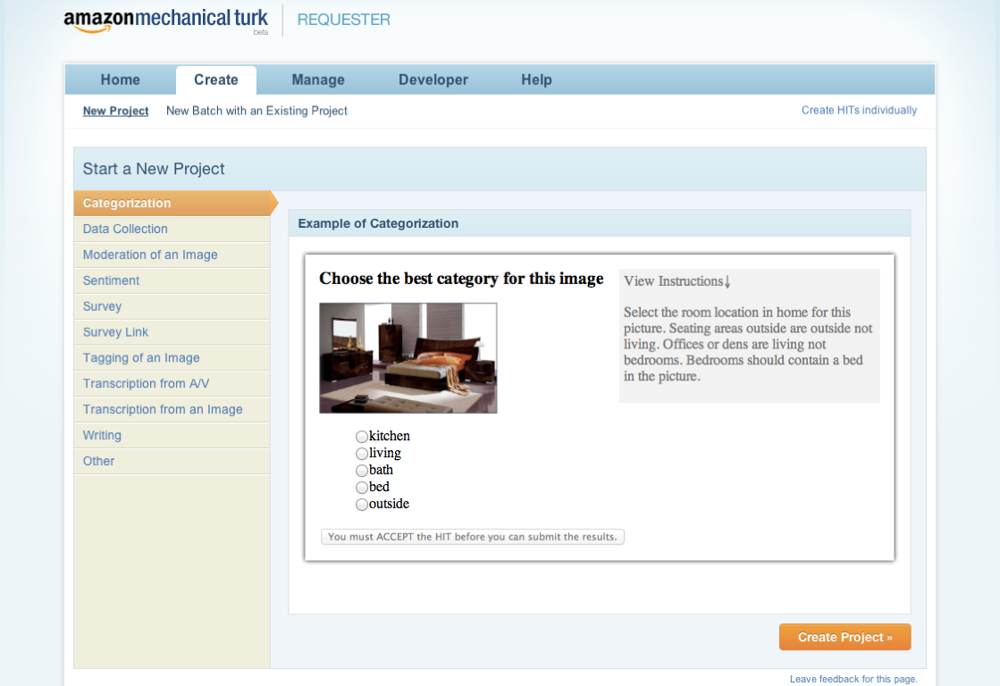 amazonmechanical turk
beta
REQUESTER
Home Create Manage Developer Help
New Project New Batch with an Existing Project Create HITs individually
Start a New Project
Categorization
Data Collection
Moderation of an Image
Sentiment
Survey
Survey Link
Tagging of an Image
Transcription from A/V
Transcription from an Image
Writing
Other
Example of Categorization
Choose the best category for this image
kitchen
living
bath
bed
outside
You must ACCEPT the HIT before you can submit the results.
View Instructions↓
Select the room location in home for this
picture. Seating areas outside are outside not
living. Offices or dens are living not
bedrooms. Bedrooms should contain a bed
in the picture.
Create Project »
Leave feedback for this page.